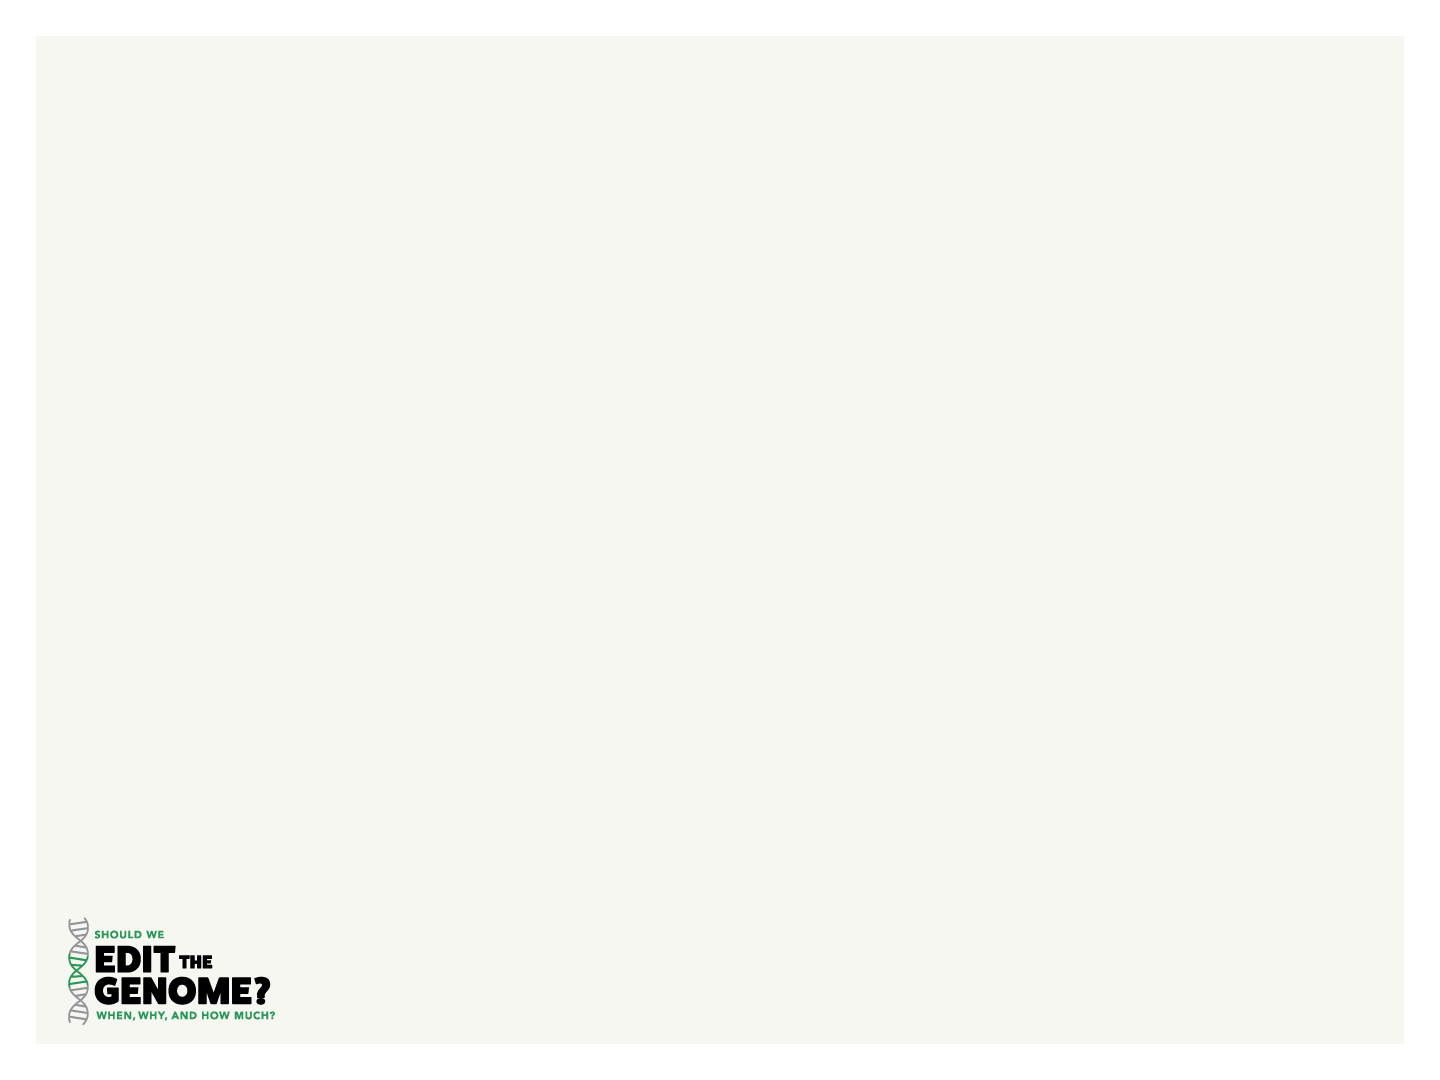 SHOULD WE
EDIT THE
GENOME?
WHEN, WHY, AND HOW MUCH?